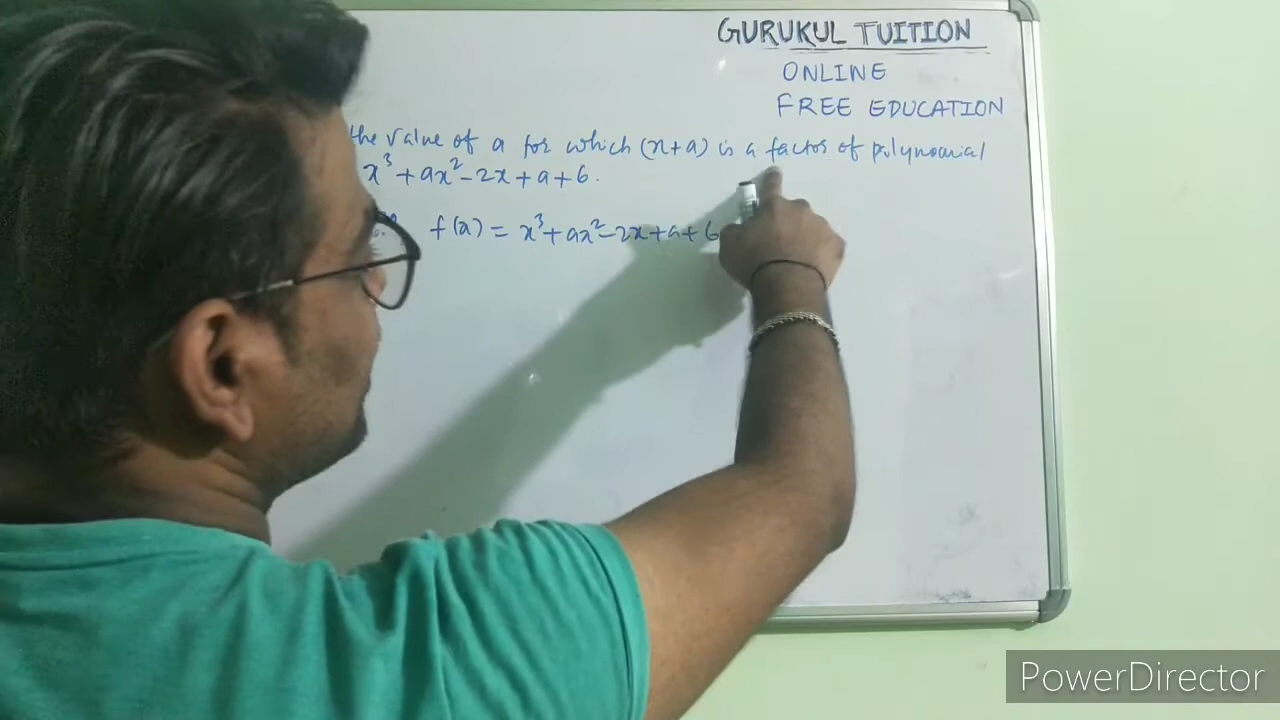 GURUKUL TUITION
ONLINE
FREE EDUCATION
the value of a for which (x+a) is a factor of polynomial
x³ + ax² - 2x + a + 6.
f(x) = x³ + ax² - 2x + a + 6
PowerDirector